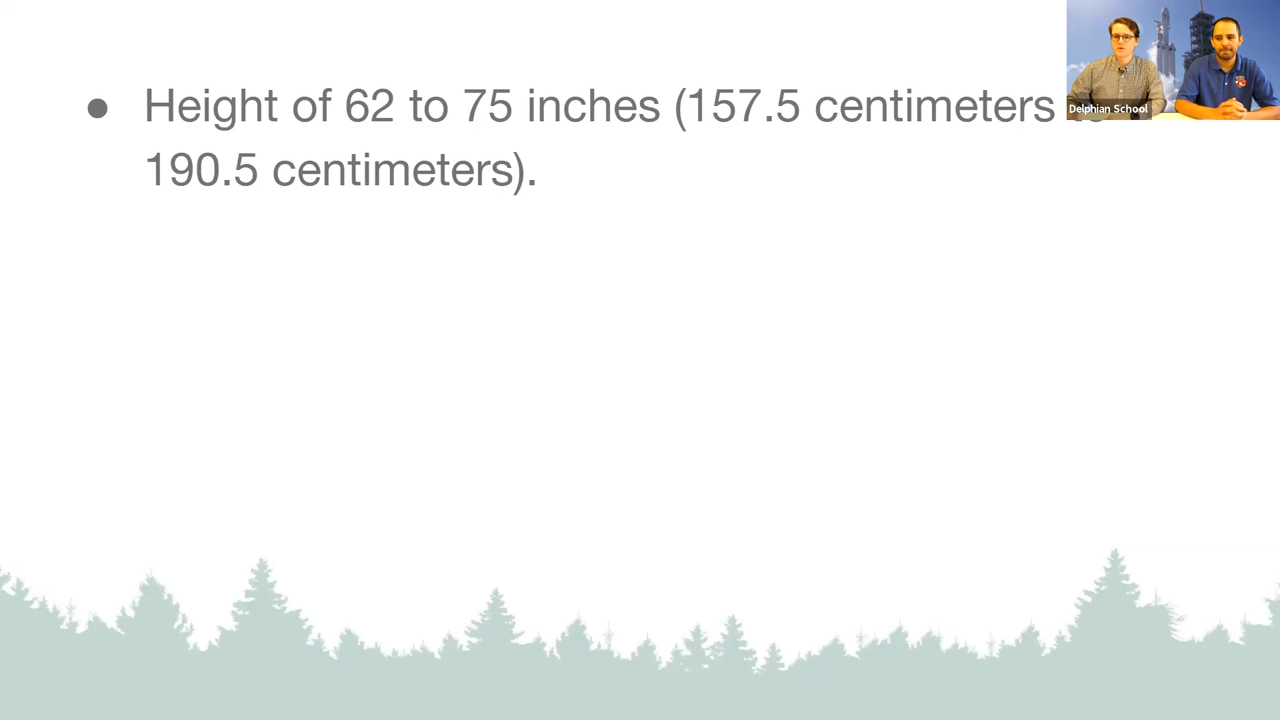 ● Height of 62 to 75 inches (157.5 centimeters
190.5 centimeters).
Delphian School